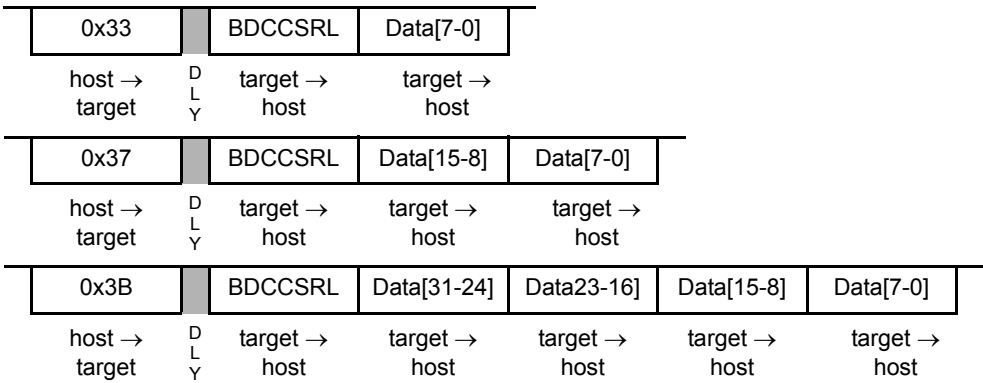 0x33 BDCCSRL Data[7-0]
host → D target → target →
L
target Y host host
0x37 BDCCSRL Data[15-8] Data[7-0]
host → D target → target → target →
L
target Y host host host
0x3B BDCCSRL Data[31-24] Data23-16] Data[15-8] Data[7-0]
host → D target → target → target → target → target →
L
target Y host host host host host